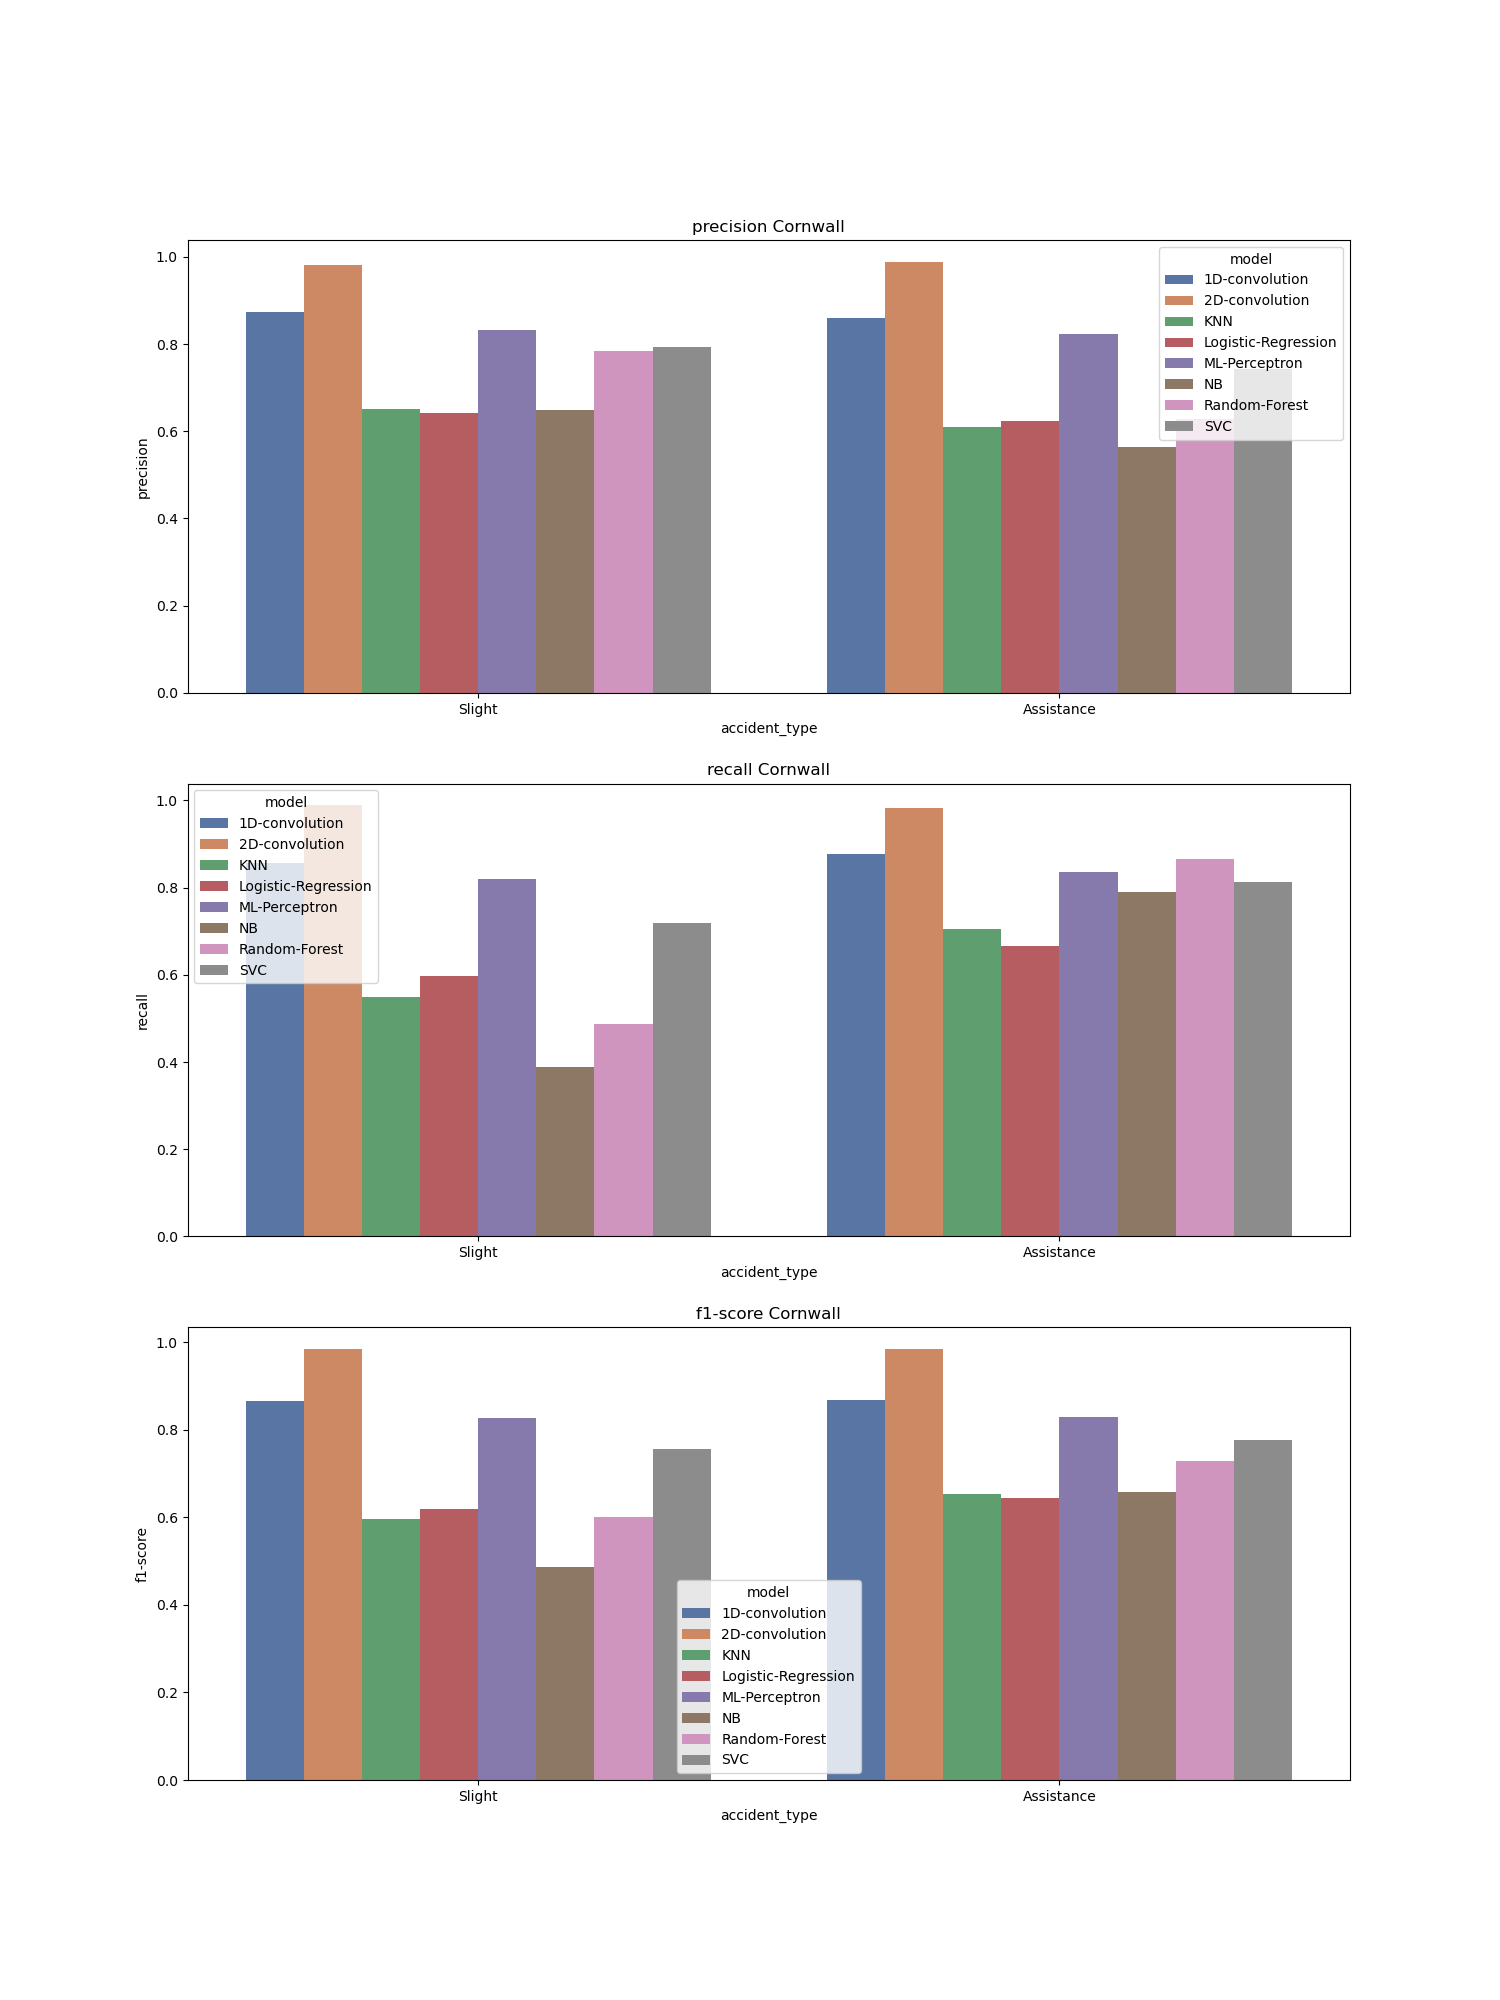 precision Cornwall
1.0
0.8
0.6
0.4
0.2
0.0
precision
model
1D-convolution
2D-convolution
KNN
Logistic-Regression
ML-Perceptron
NB
Random-Forest
SVC
Slight
Assistance
accident_type
recall Cornwall
1.0
0.8
0.6
0.4
0.2
0.0
recall
model
1D-convolution
2D-convolution
KNN
Logistic-Regression
ML-Perceptron
NB
Random-Forest
SVC
Slight
Assistance
accident_type
f1-score Cornwall
1.0
0.8
0.6
0.4
0.2
0.0
f1-score
model
1D-convolution
2D-convolution
KNN
Logistic-Regression
ML-Perceptron
NB
Random-Forest
SVC
Slight
Assistance
accident_type